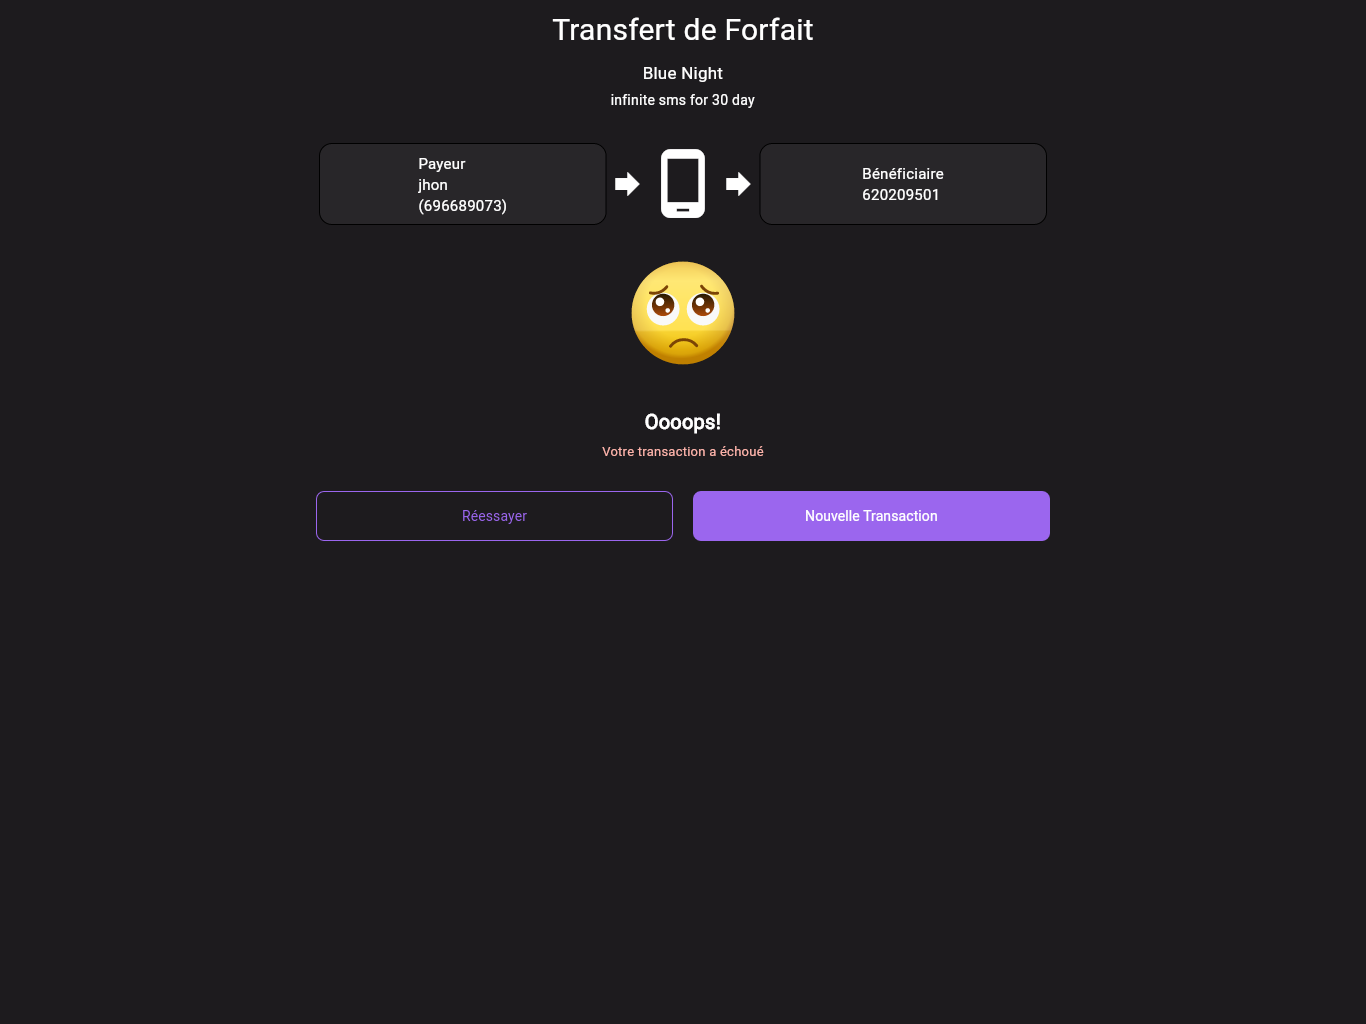 Transfert de Forfait
Blue Night
infinite sms for 30 day
Payeur
jhon
(696689073)
Bénéficiaire
620209501
Oooops!
Votre transaction a échoué
Réessayer
Nouvelle Transaction